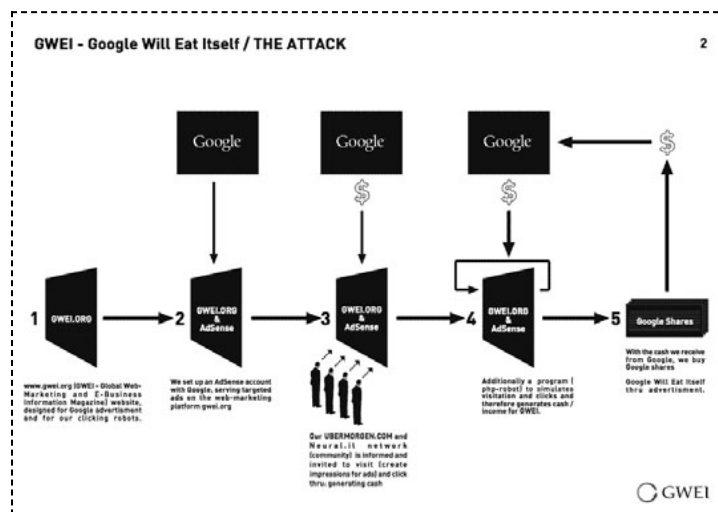 GWEI - Google Will Eat Itself / THE ATTACK
2
Google
Google
Google
$
$
$
1
GWEI.ORG
2
GWEI.ORG
&
AdSense
3
GWEI.ORG
&
AdSense
4
GWEI.ORG
&
AdSense
5
Google Shares
www.gwei.org (GWEI - Global Web-
Marketing and E-Business
Information Magazine) website,
designed for Google advertisment
and for our clicking robots.
We set up an AdSense account
with Google, serving targeted
ads on the web-marketing
platform gwei.org
Our UBERMORGEN.COM and
Neural.it network
(community) is informed and
invited to visit (create
impressions for ads) and click
thru: generating cash
Additionally a program (
php-robot) to simulates
visitation and clicks and
therefore generates cash /
income for GWEI.
With the cash we receive
from Google, we buy
Google shares
Google Will Eat Itself
thru advertisment.
GWEI